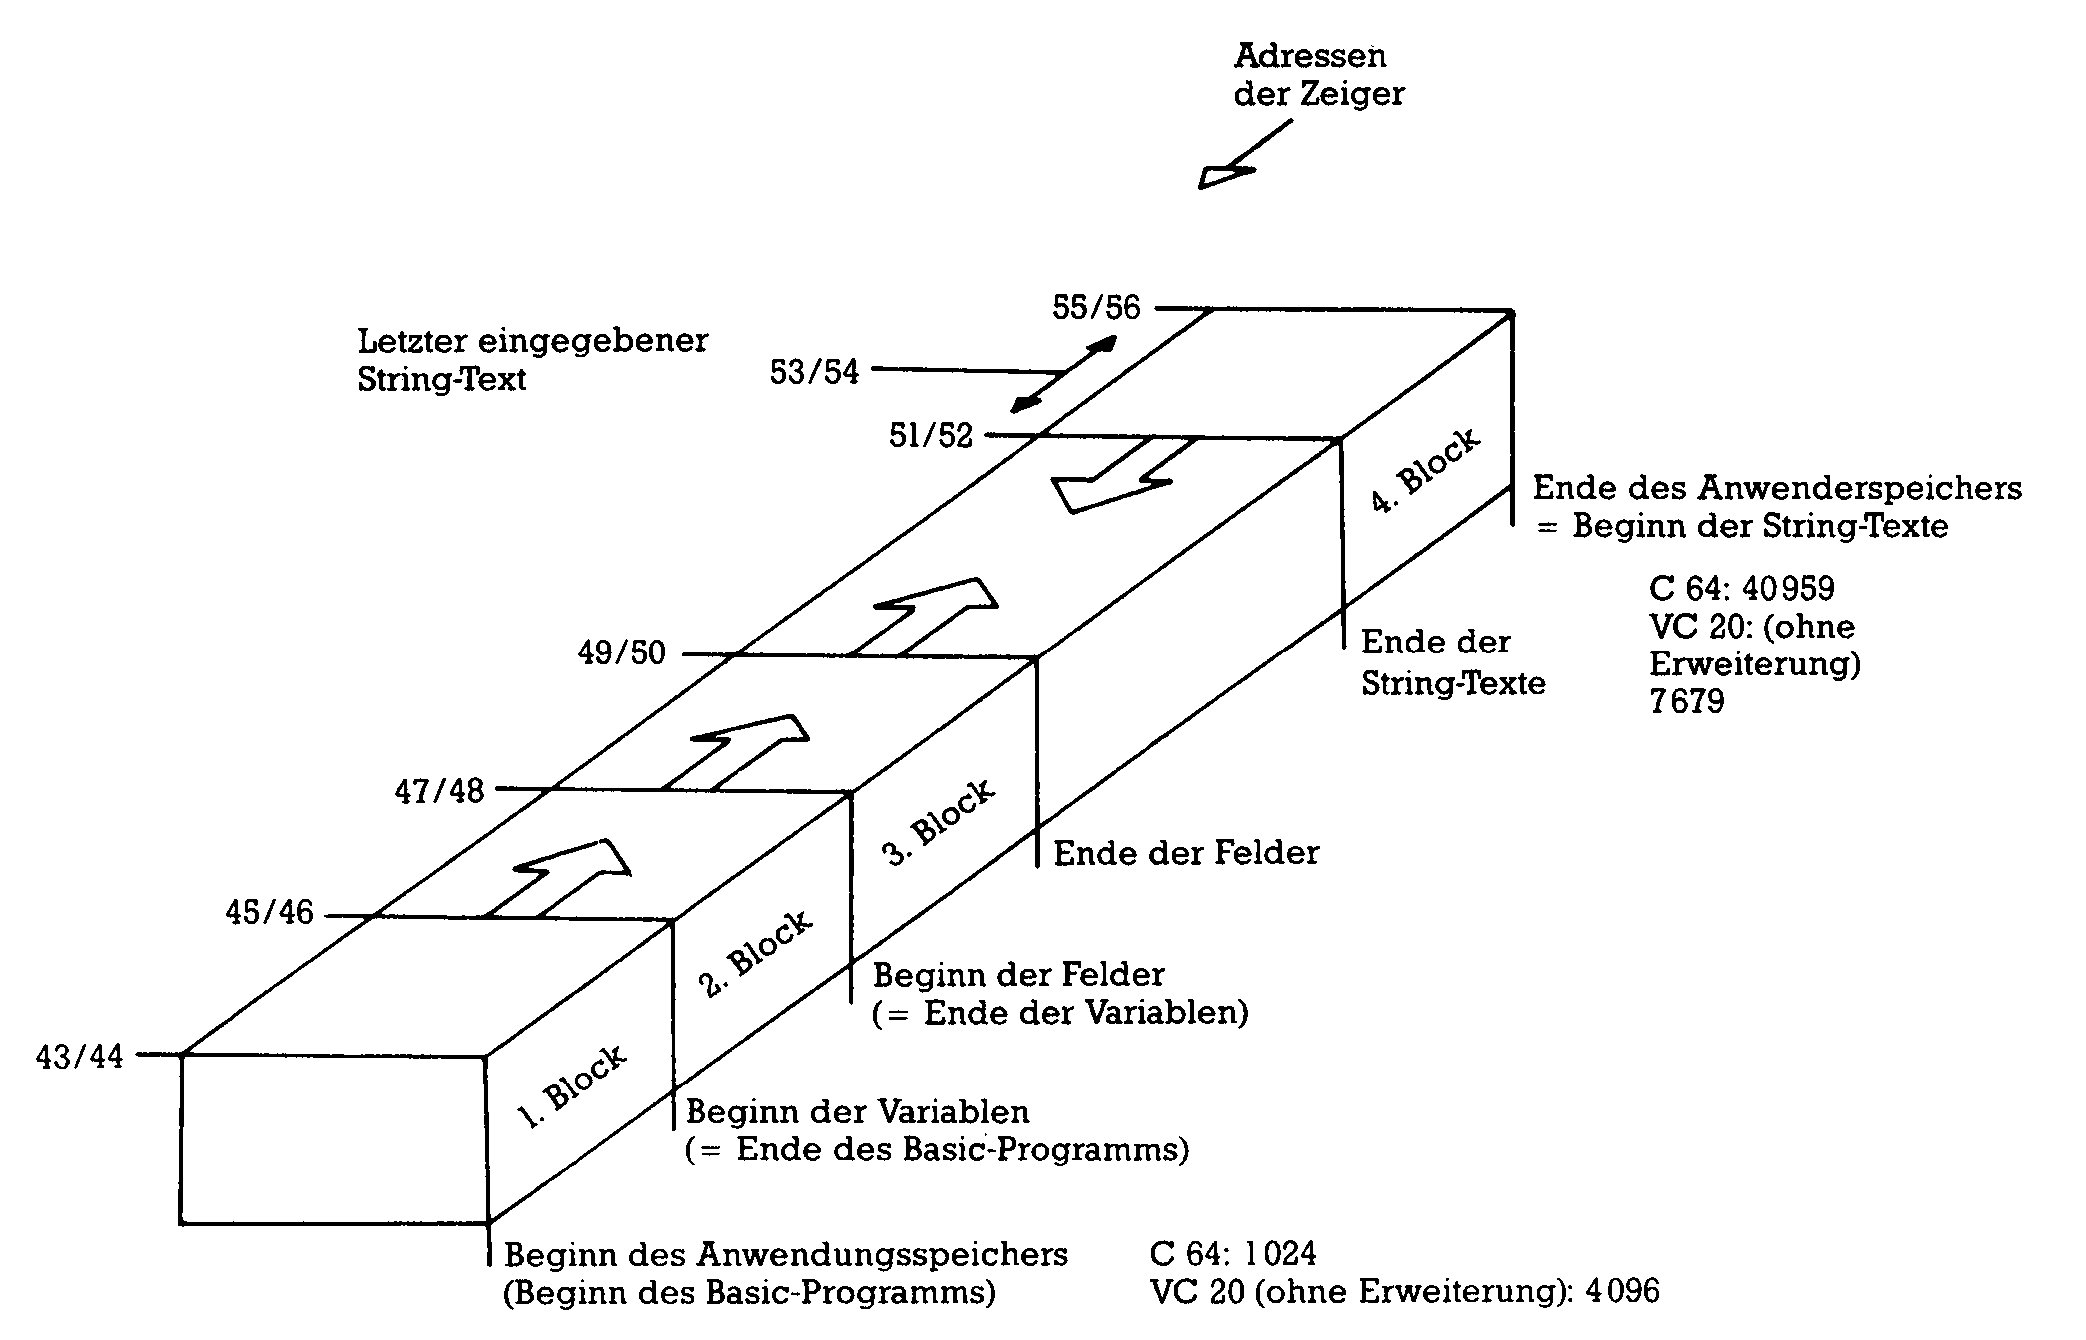 Adressen
der Zeiger
55/56
Letzter eingegebener
String-Text
53/54
51/52
4. Block
Ende des Anwenderspeichers
= Beginn der String-Texte
C 64: 40959
VC 20: (ohne
Erweiterung)
7679
49/50
Ende der
String-Texte
47/48
3. Block
Ende der Felder
45/46
2. Block
Beginn der Felder
(= Ende der Variablen)
43/44
1. Block
Beginn der Variablen
(= Ende des Basic-Programms)
Beginn des Anwendungsspeichers
(Beginn des Basic-Programms)
C 64: 1024
VC 20 (ohne Erweiterung): 4096